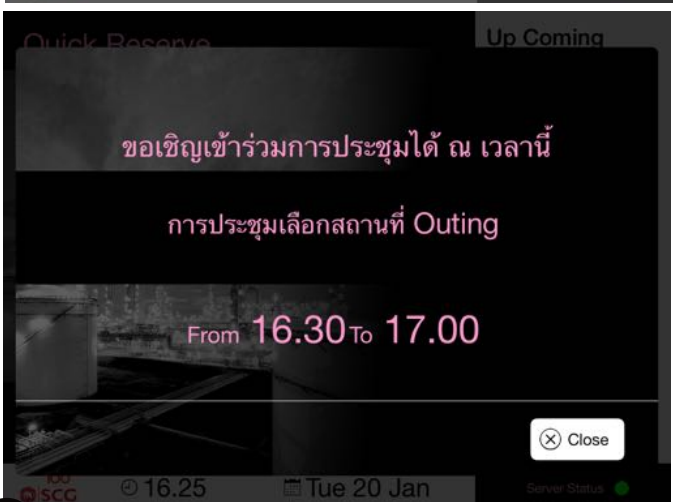 Quick Reserve
Up Coming
ขอเชิญเข้าร่วมการประชุมได้ ณ เวลานี้
การประชุมเลือกสถานที่ Outing
From 16.30 To 17.00
Close
100
SCG
16.25
Tue 20 Jan
Server Status